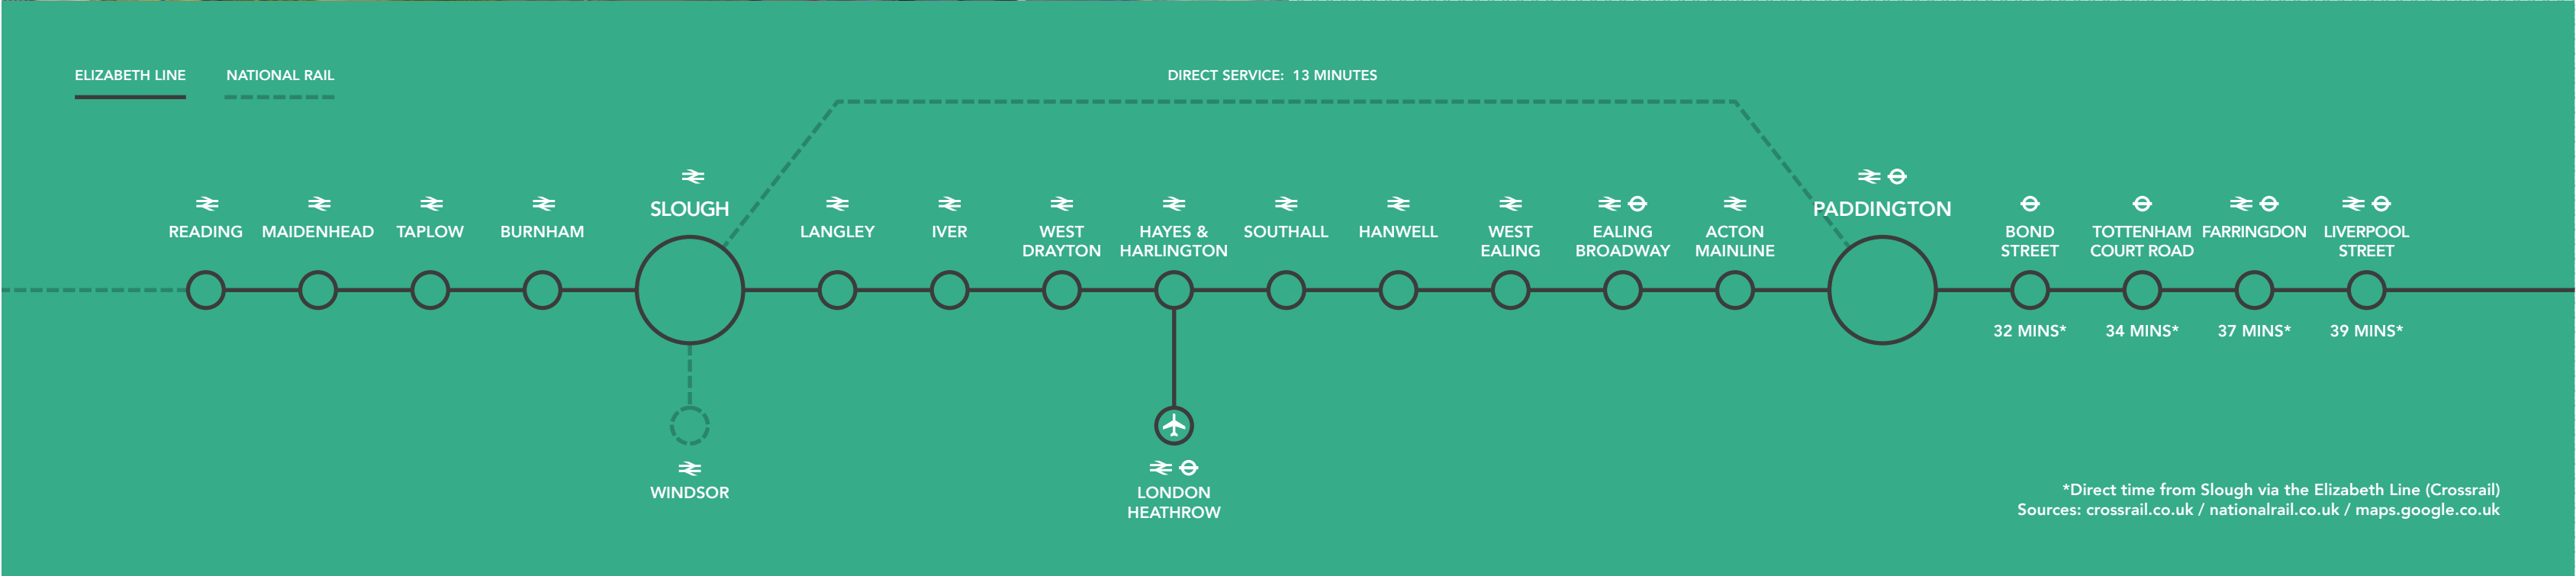 ELIZABETH LINE
NATIONAL RAIL
DIRECT SERVICE:  13 MINUTES
READING
MAIDENHEAD
TAPLOW
BURNHAM
SLOUGH
LANGLEY
IVER
WEST
DRAYTON
HAYES &
HARLINGTON
SOUTHALL
HANWELL
WEST
EALING
EALING
BROADWAY
ACTON
MAINLINE
PADDINGTON
BOND
STREET
TOTTENHAM
COURT ROAD
FARRINGDON
LIVERPOOL
STREET
32 MINS*
34 MINS*
37 MINS*
39 MINS*
WINDSOR
LONDON
HEATHROW
*Direct time from Slough via the Elizabeth Line (Crossrail)
Sources: crossrail.co.uk / nationalrail.co.uk / maps.google.co.uk